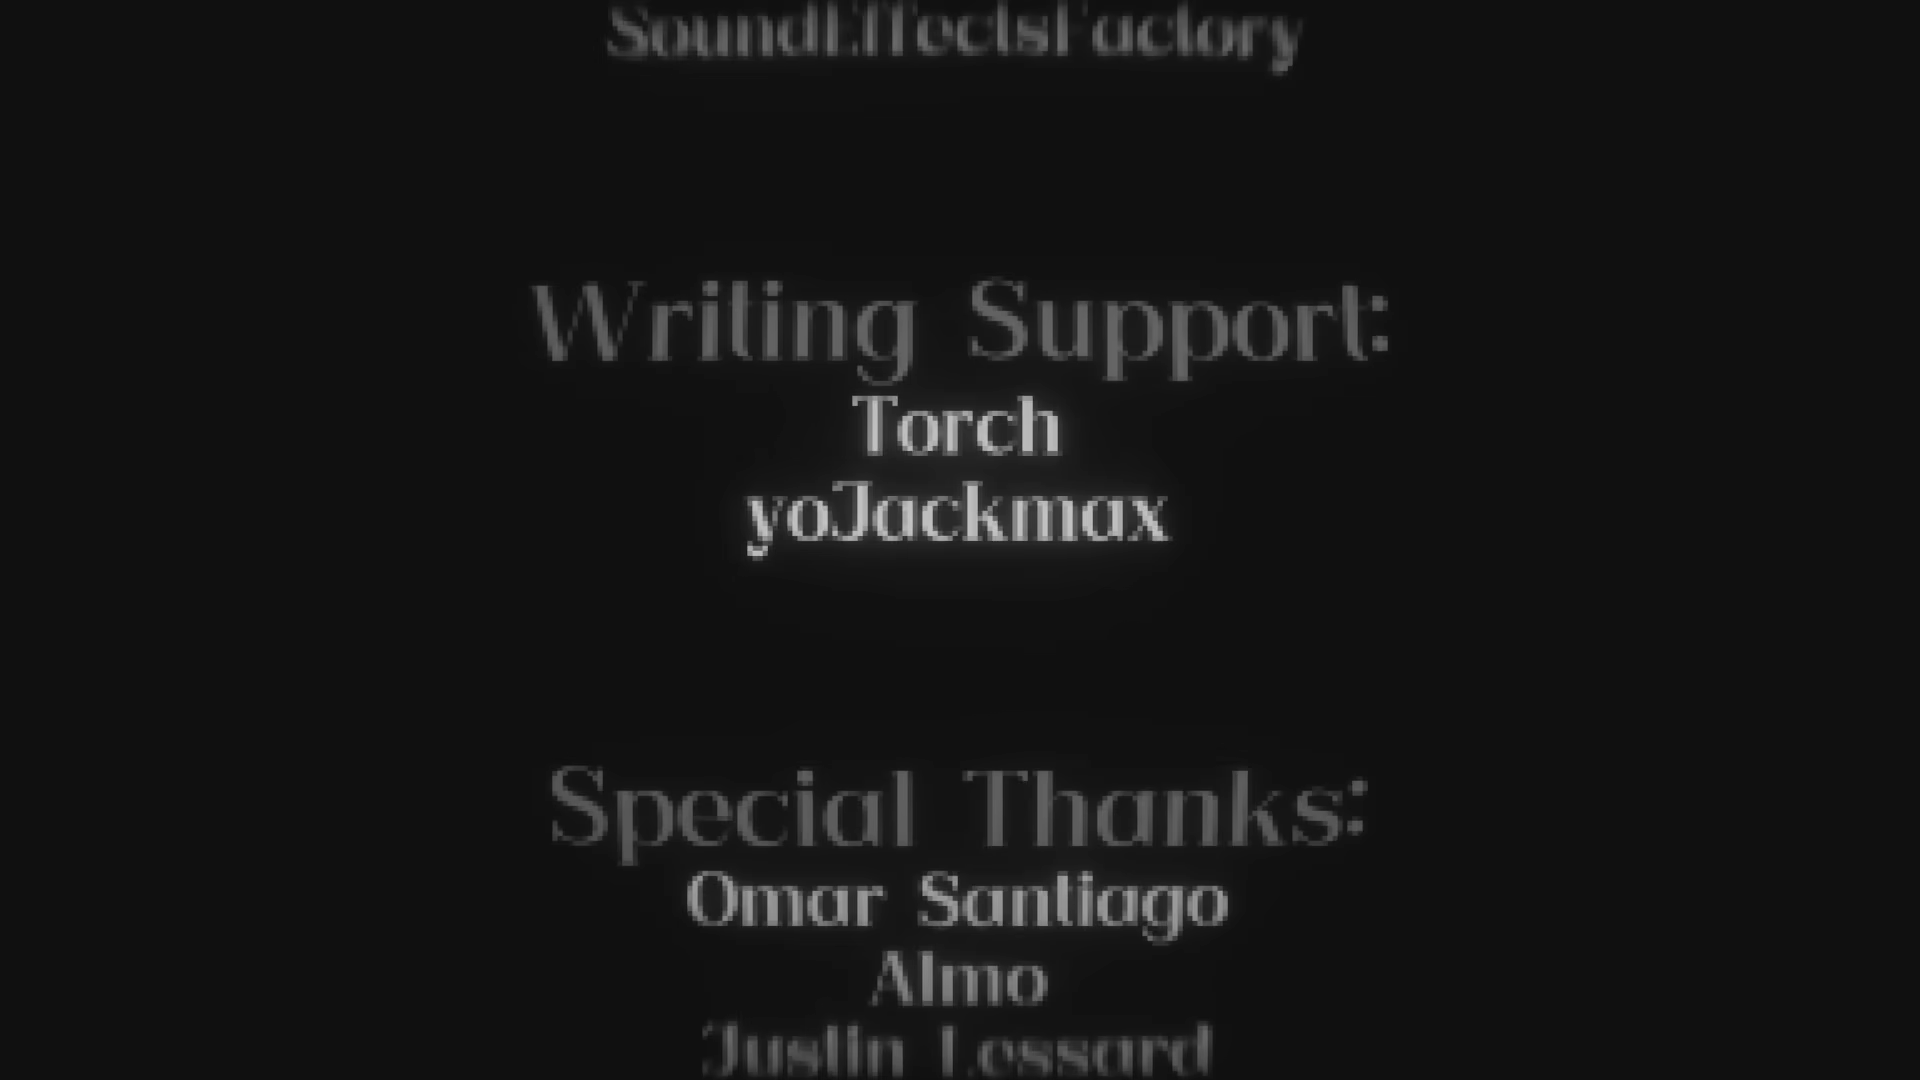 SoundEffectsFactory
Writing Support:
Torch
yoJackmax
Special Thanks:
Omar Santiago
Almo
Justin Lessard